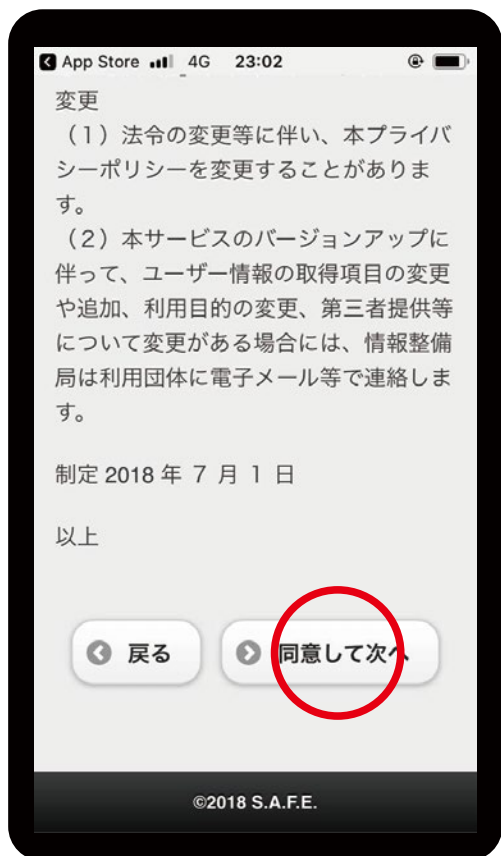 App Store 4G 23:02
変更
（１）法令の変更等に伴い、本プライバ
シーポリシーを変更することがありま
す。
（２）本サービスのバージョンアップに
伴って、ユーザー情報の取得項目の変更
や追加、利用目的の変更、第三者提供等
について変更がある場合には、情報整備
局は利用団体に電子メール等で連絡しま
す。
制定 2018 年 ７ 月 １ 日
以上
戻る 同意して次へ
©2018 S.A.F.E.